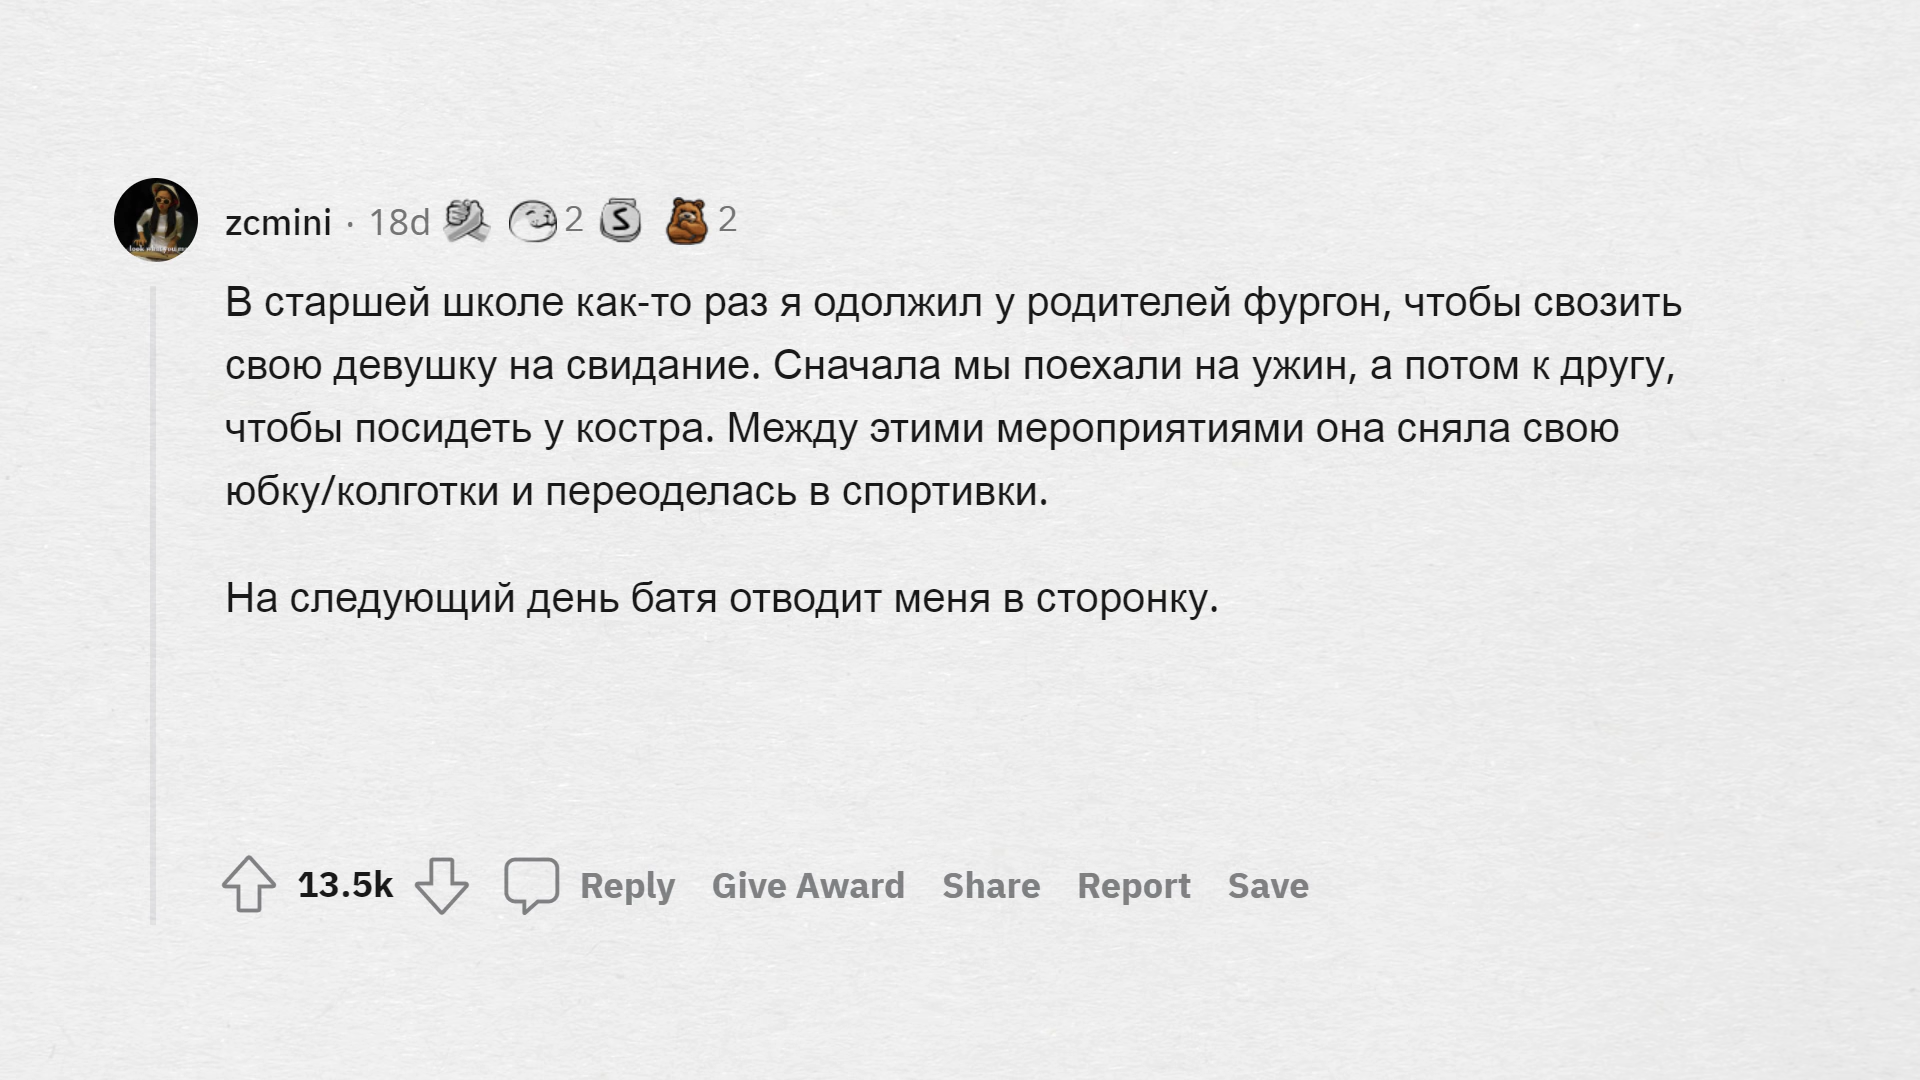 zcmini · 18d 2 S 2
В старшей школе как-то раз я одолжил у родителей фургон, чтобы свозить
свою девушку на свидание. Сначала мы поехали на ужин, а потом к другу,
чтобы посидеть у костра. Между этими мероприятиями она сняла свою
юбку/колготки и переоделась в спортивки.
На следующий день батя отводит меня в сторонку.
13.5k Reply Give Award Share Report Save